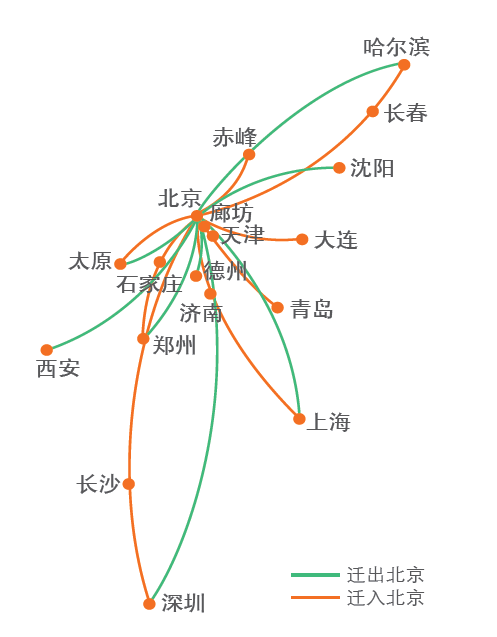 哈尔滨
长春
赤峰
沈阳
北京
廊坊
天津
大连
太原
德州
石家庄
济南
青岛
郑州
西安
上海
长沙
迁出北京
迁入北京
深圳